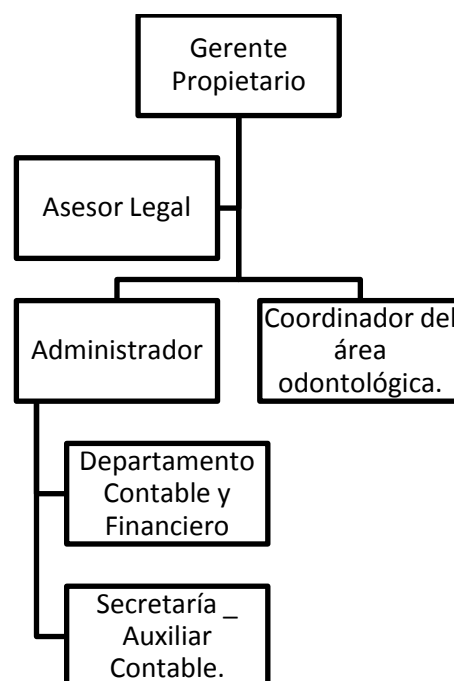 Gerente
Propietario
Asesor Legal
Administrador
Coordinador del
área
odontológica.
Departamento
Contable y
Financiero
Secretaría _
Auxiliar
Contable.